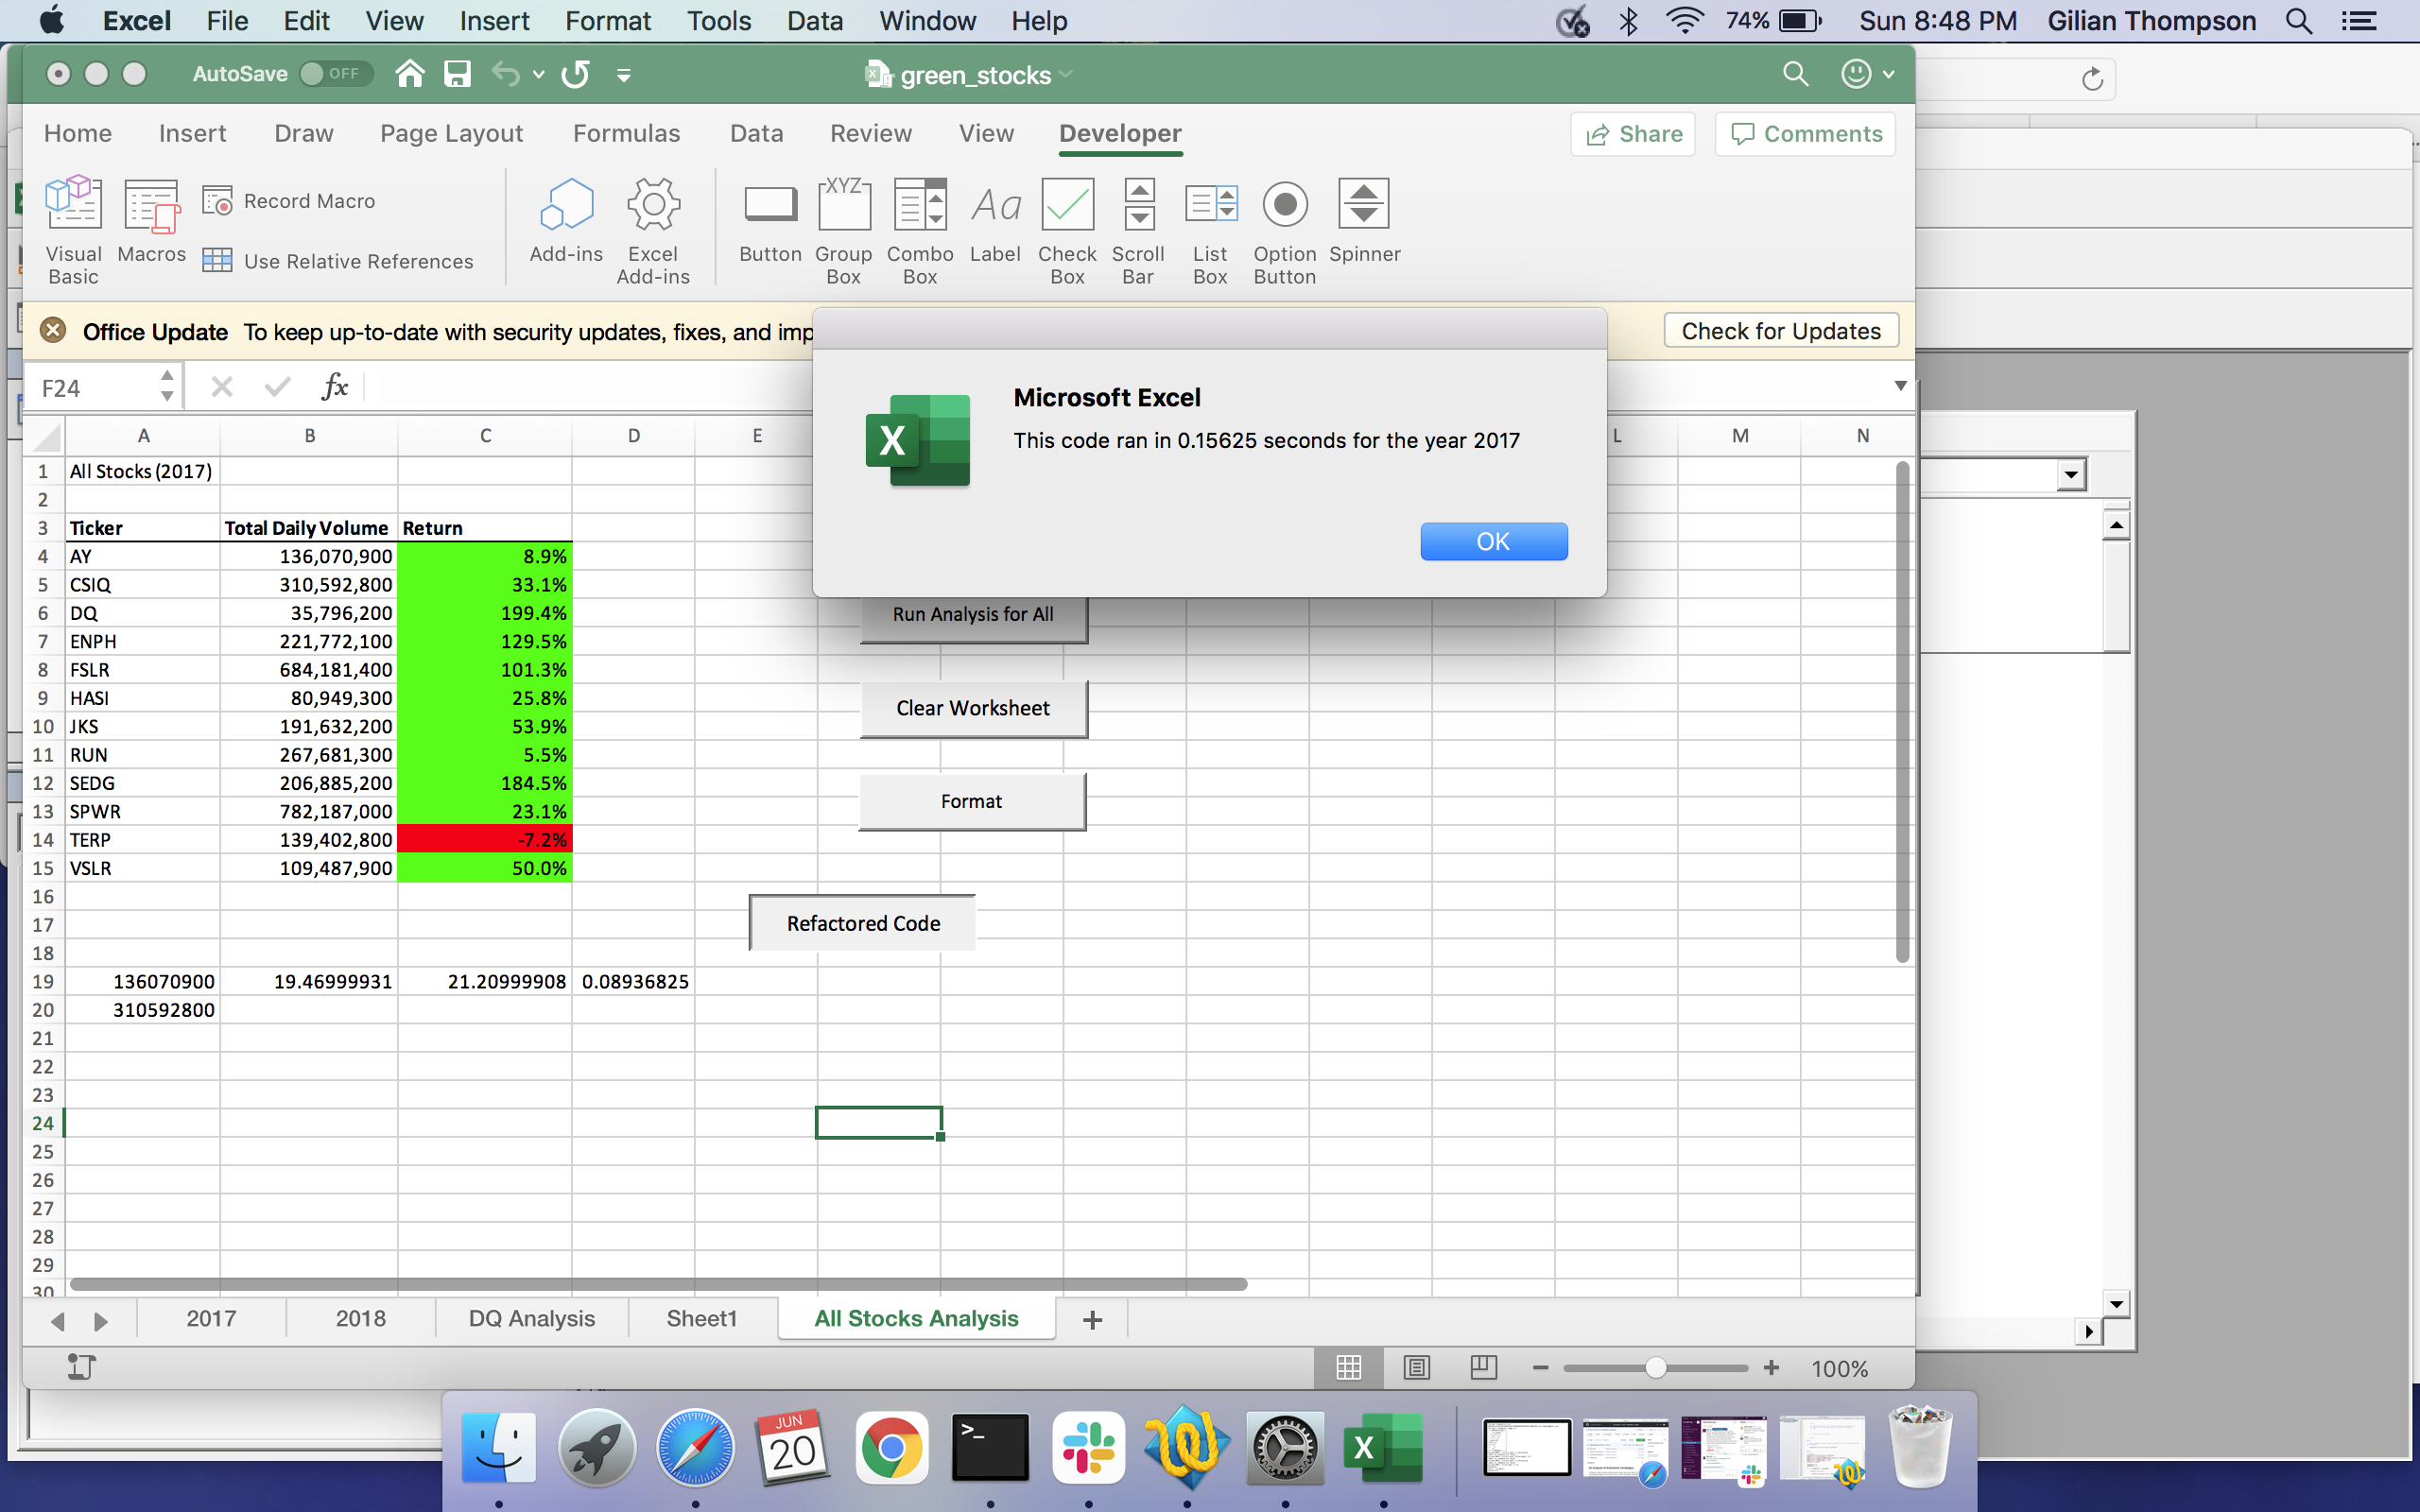 Excel File Edit View Insert Format Tools Data Window Help 74% Sun 8:48 PM Gilian Thompson
AutoSave OFF green_stocks
Home Insert Draw Page Layout Formulas Data Review View Developer Share Comments
Visual Basic Macros Record Macro Use Relative References Add-ins Excel Add-ins Button XYZ Group Box Combo Box Aa Label Check Box Scroll Bar List Box Option Button Spinner
Office Update To keep up-to-date with security updates, fixes, and imp Check for Updates
F24 fx
Microsoft Excel
This code ran in 0.15625 seconds for the year 2017
OK
A B C D E L M N
1 All Stocks (2017)
2
3 Ticker Total Daily Volume Return
4 AY 136,070,900 8.9%
5 CSIQ 310,592,800 33.1%
6 DQ 35,796,200 199.4% Run Analysis for All
7 ENPH 221,772,100 129.5%
8 FSLR 684,181,400 101.3%
9 HASI 80,949,300 25.8% Clear Worksheet
10 JKS 191,632,200 53.9%
11 RUN 267,681,300 5.5%
12 SEDG 206,885,200 184.5%
13 SPWR 782,187,000 23.1% Format
14 TERP 139,402,800 -7.2%
15 VSLR 109,487,900 50.0%
16
17 Refactored Code
18
19 136070900 19.46999931 21.20999908 0.08936825
20 310592800
21
22
23
24
25
26
27
28
29
30
2017 2018 DQ Analysis Sheet1 All Stocks Analysis +
100%
JUN
20
>_
X